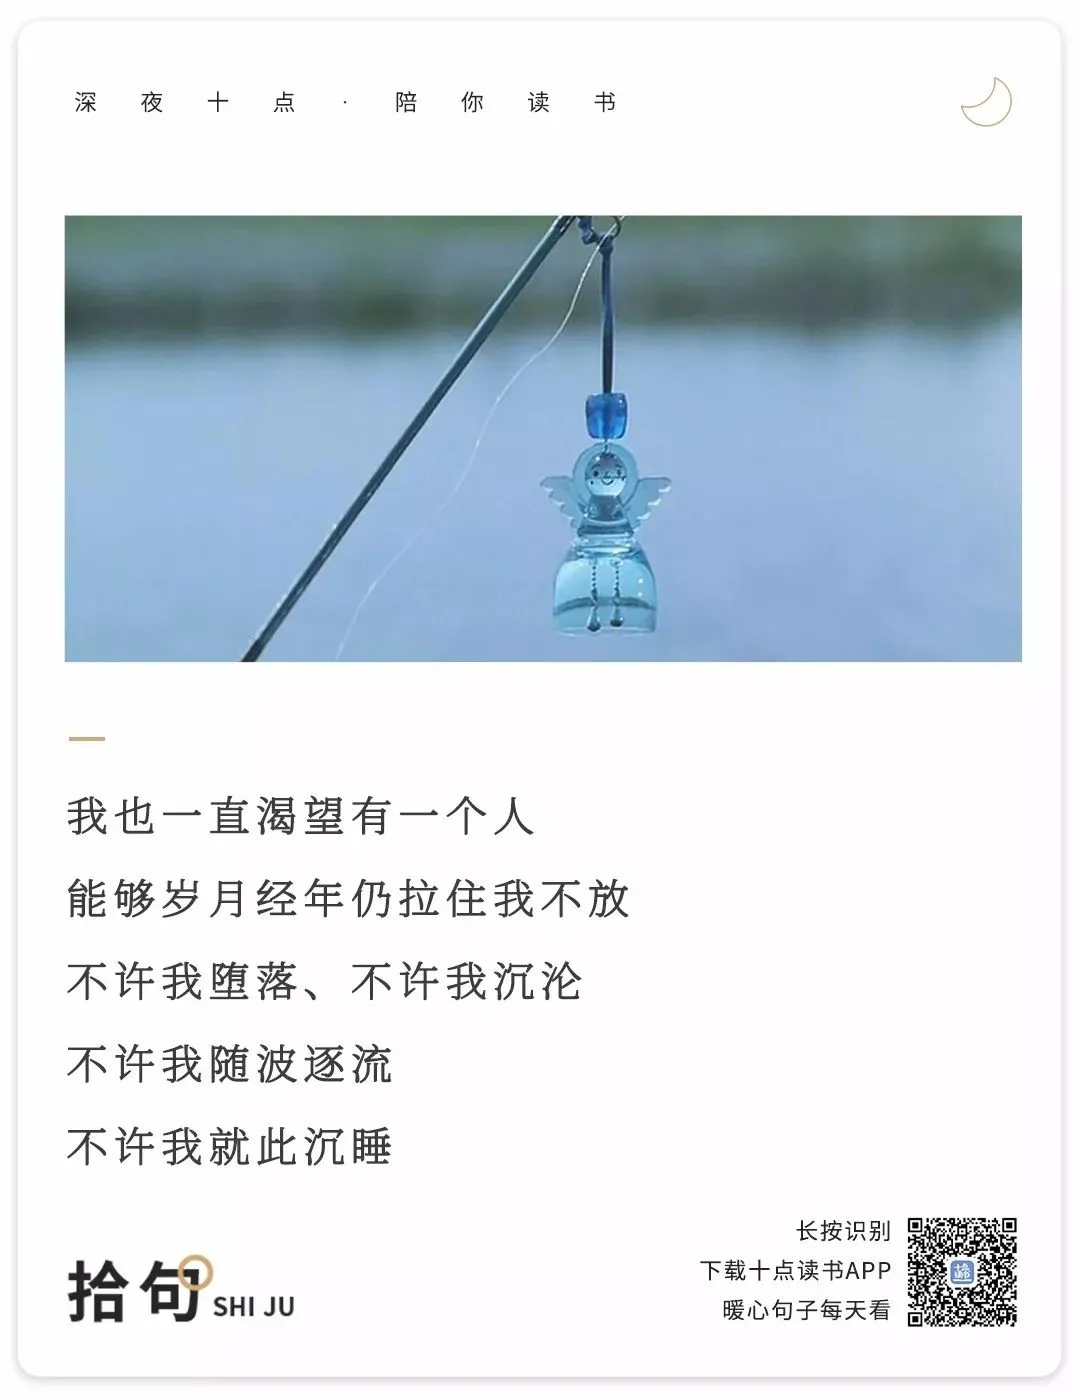 深夜十点·陪你读书
我也一直渴望有一个人
能够岁月经年仍拉住我不放
不许我堕落、不许我沉沦
不许我随波逐流
不许我就此沉睡
拾句 SHI JU
长按识别
下载十点读书APP
暖心句子每天看
十点
读书